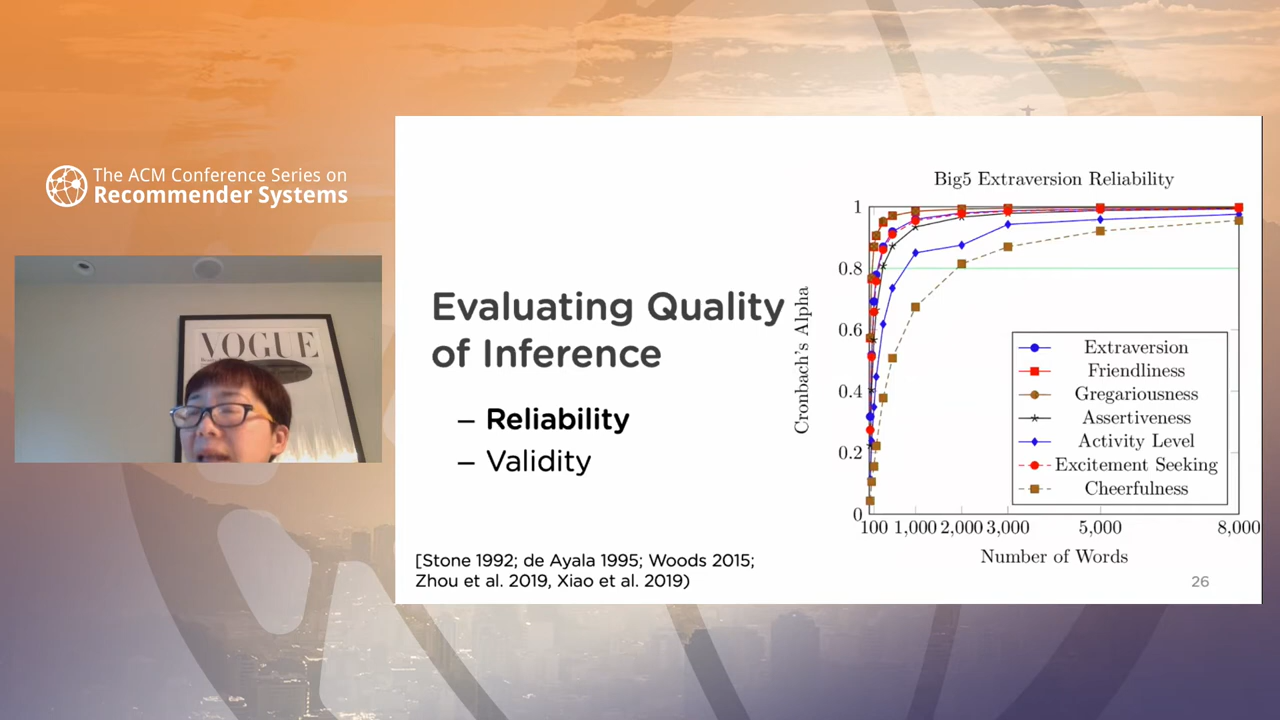 The ACM Conference Series on
Recommender Systems
VOGUE
Evaluating Quality
of Inference
– Reliability
– Validity
[Stone 1992; de Ayala 1995; Woods 2015;
Zhou et al. 2019, Xiao et al. 2019)
Big5 Extraversion Reliability
Cronbach's Alpha
1
0.8
0.6
0.4
0.2
0
100 1,000 2,000 3,000 5,000 8,000
Number of Words
Extraversion
Friendliness
Gregariousness
Assertiveness
Activity Level
Excitement Seeking
Cheerfulness
26